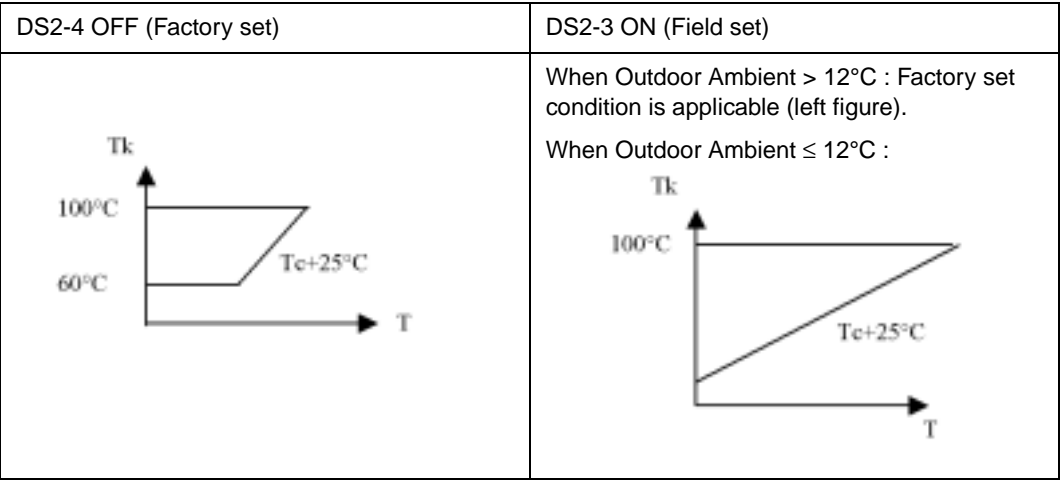 DS2-4 OFF (Factory set)
DS2-3 ON (Field set)
Tk
100°C
60°C
Tc+25°C
T
When Outdoor Ambient > 12°C : Factory set
condition is applicable (left figure).
When Outdoor Ambient ≤ 12°C :
Tk
100°C
Tc+25°C
T